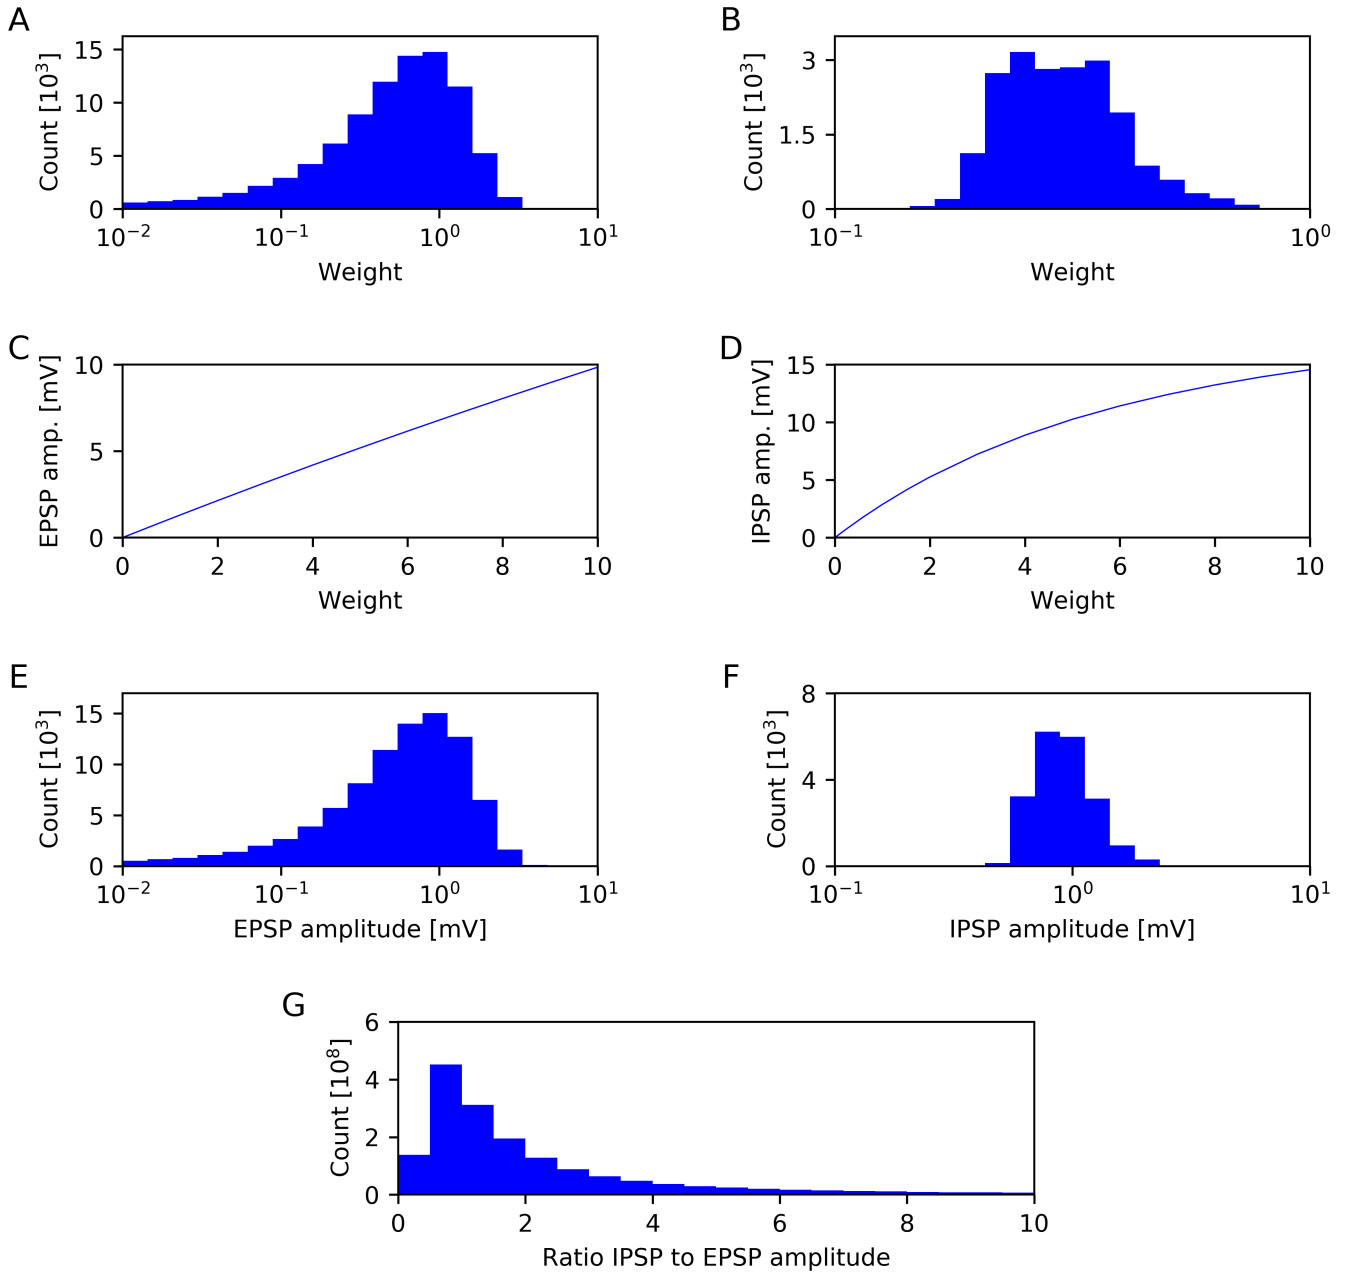 A
Count [10³]
15
10
5
0
10⁻² 10⁻¹ 10⁰ 10¹
Weight
B
Count [10³]
3
1.5
0
10⁻¹ 10⁰
Weight
C
EPSP amp. [mV]
10
5
0
0 2 4 6 8 10
Weight
D
IPSP amp. [mV]
15
10
5
0
0 2 4 6 8 10
Weight
E
Count [10³]
15
10
5
0
10⁻² 10⁻¹ 10⁰ 10¹
EPSP amplitude [mV]
F
Count [10³]
8
4
0
10⁻¹ 10⁰ 10¹
IPSP amplitude [mV]
G
Count [10⁸]
6
4
2
0
0 2 4 6 8 10
Ratio IPSP to EPSP amplitude